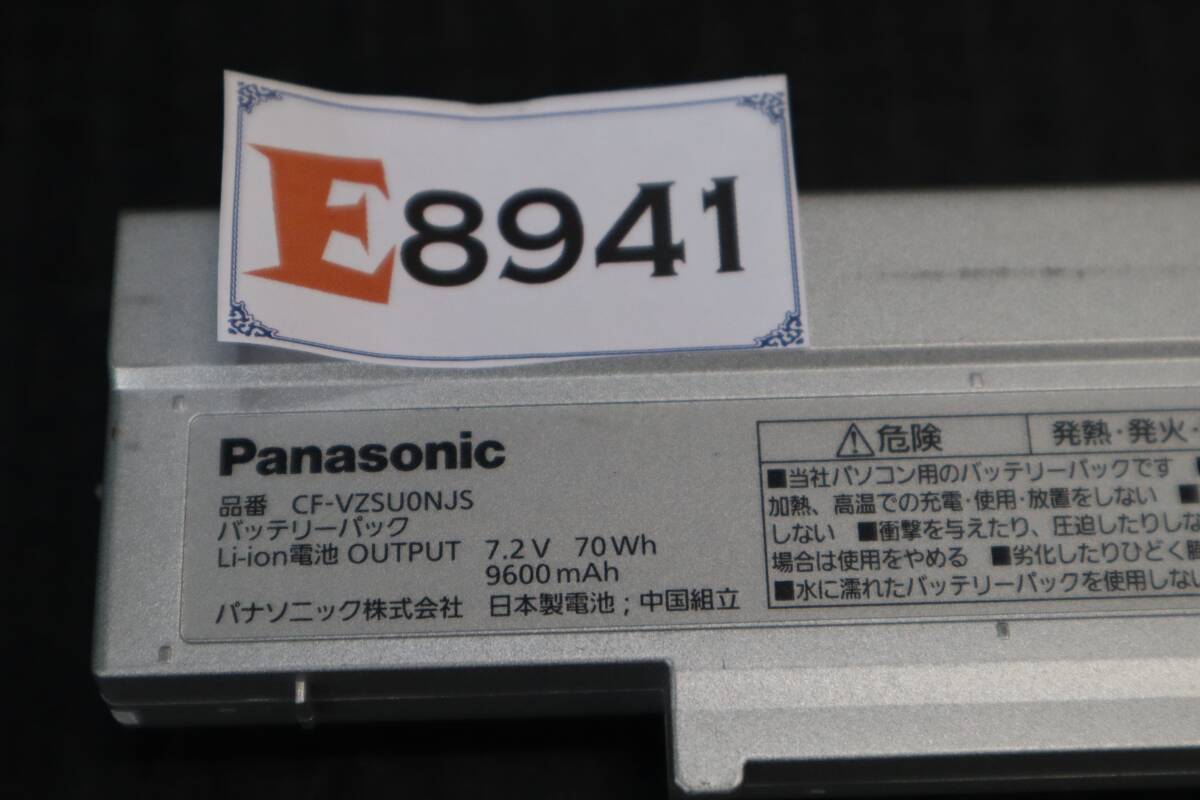 E8941
Panasonic
品番 CF-VZSU0NJS
バッテリーパック
Li-ion電池 OUTPUT 7.2V 70Wh
9600mAh
パナソニック株式会社 日本製電池;中国組立
⚠危険 発熱・発火・
■当社パソコン用のバッテリーパックです
加熱、高温での充電・使用・放置をしない ■
しない ■衝撃を与えたり、圧迫したりしな
場合は使用をやめる ■劣化したりひどく
■水に濡れたバッテリーパックを使用しない